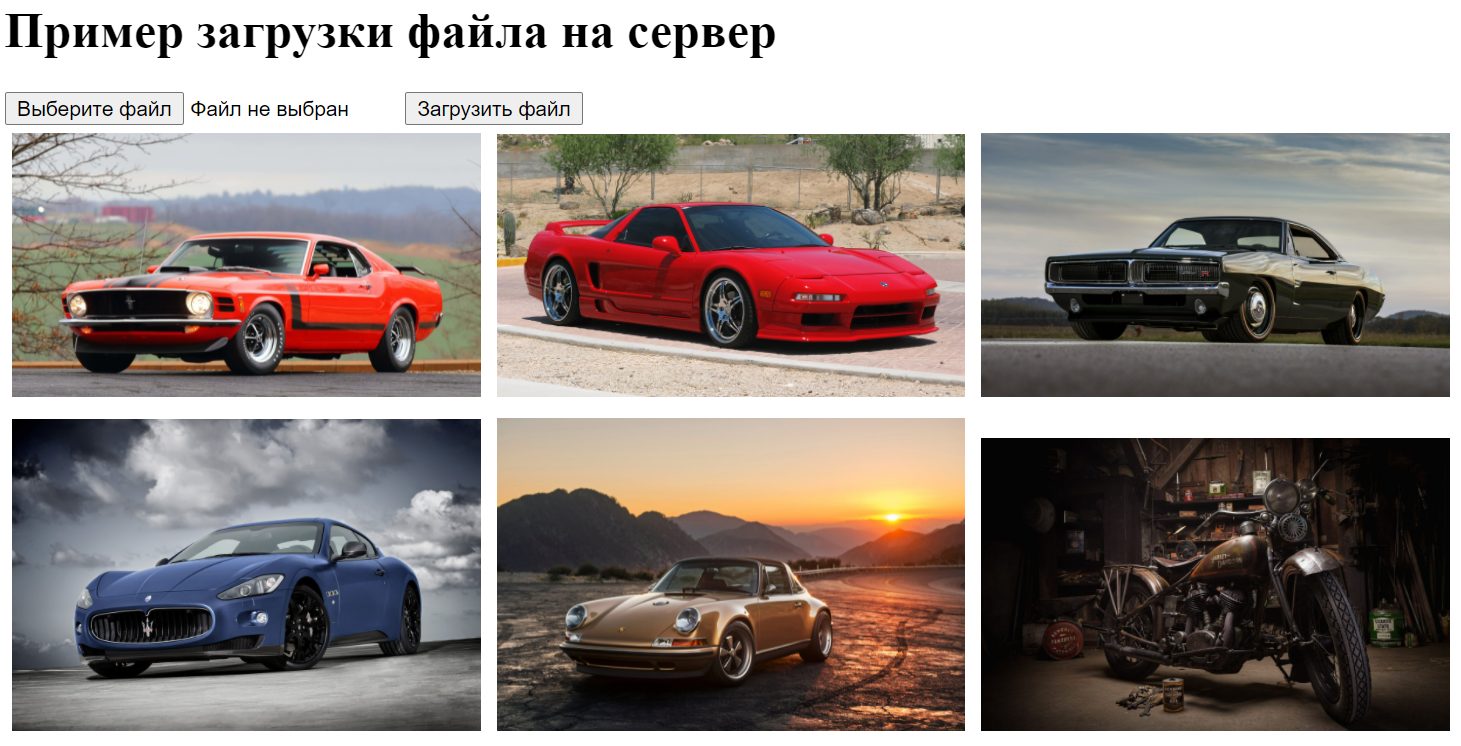 Пример загрузки файла на сервер
Выберите файл Файл не выбран Загрузить файл